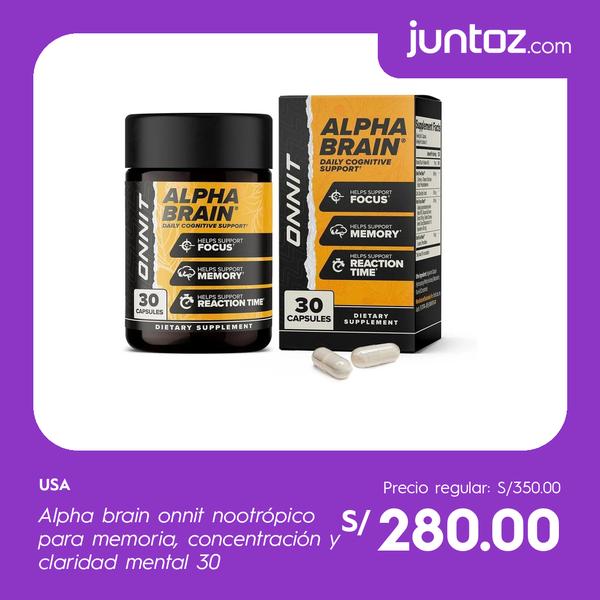 juntoz.com
ONNIT
ALPHA
BRAIN®
DAILY COGNITIVE SUPPORT†
HELPS SUPPORT
FOCUS†
HELPS SUPPORT
MEMORY†
HELPS SUPPORT
REACTION TIME†
30
CAPSULES
DIETARY SUPPLEMENT
ONNIT
ALPHA
BRAIN®
DAILY COGNITIVE
SUPPORT†
HELPS SUPPORT
FOCUS†
HELPS SUPPORT
MEMORY†
HELPS SUPPORT
REACTION
TIME†
30
CAPSULES
DIETARY
SUPPLEMENT
Supplement Facts
USA
Alpha brain onnit nootrópico
para memoria, concentración y
claridad mental 30
Precio regular: S/350.00
S/ 280.00